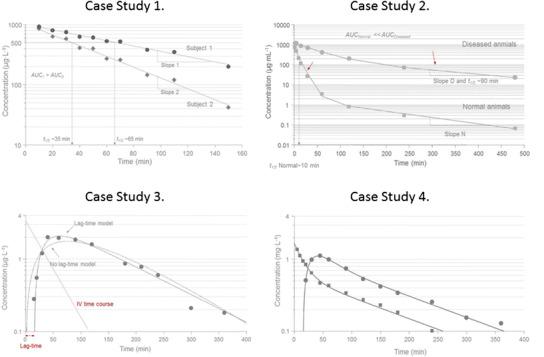 Case Study 1.
Case Study 2.
1000
500
100
10
Concentration (µg·L⁻¹)
Subject 1
Slope 1
AUC₁ > AUC₂
Slope 2
Subject 2
t1/2 ~35 min
t1/2 ~65 min
0 20 40 60 80 100 120 140 160
Time (min)
10000
1000
100
10
1
0.1
0.01
Concentration (µg·mL⁻¹)
AUCNormal << AUCDiseased
Diseased animals
Slope D and t1/2 ~90 min
Normal animals
Slope N
0 50 100 150 200 250 300 350 400 450 500
t1/2 Normal~10 min
Time (min)
Case Study 3.
Case Study 4.
4
1
0.1
Concentration (µg·L⁻¹)
Lag-time model
No lag-time model
IV time course
0 50 100 150 200 250 300 350 400
Lag-time
Time (min)
4
1
0.1
Concentration (mg·L⁻¹)
0 50 100 150 200 250 300 350 400
Time (min)